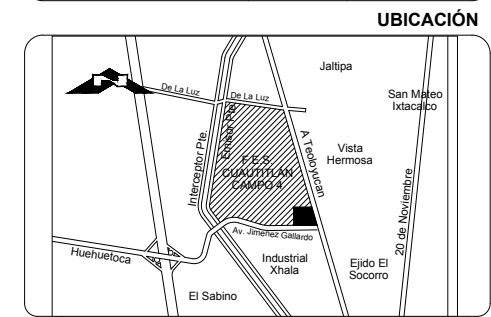 UBICACIÓN
Jaltipa
De La Luz
De La Luz
San Mateo
Ixtacalco
Interceptor Pte.
Emisor Pte.
A Teoloyucan
Vista
Hermosa
F.E.S.
CUAUTITLAN
CAMPO 4
20 de Noviembre
Av. Jimenez Gallardo
Huehuetoca
Industrial
Xhala
Ejido El
Socorro
El Sabino